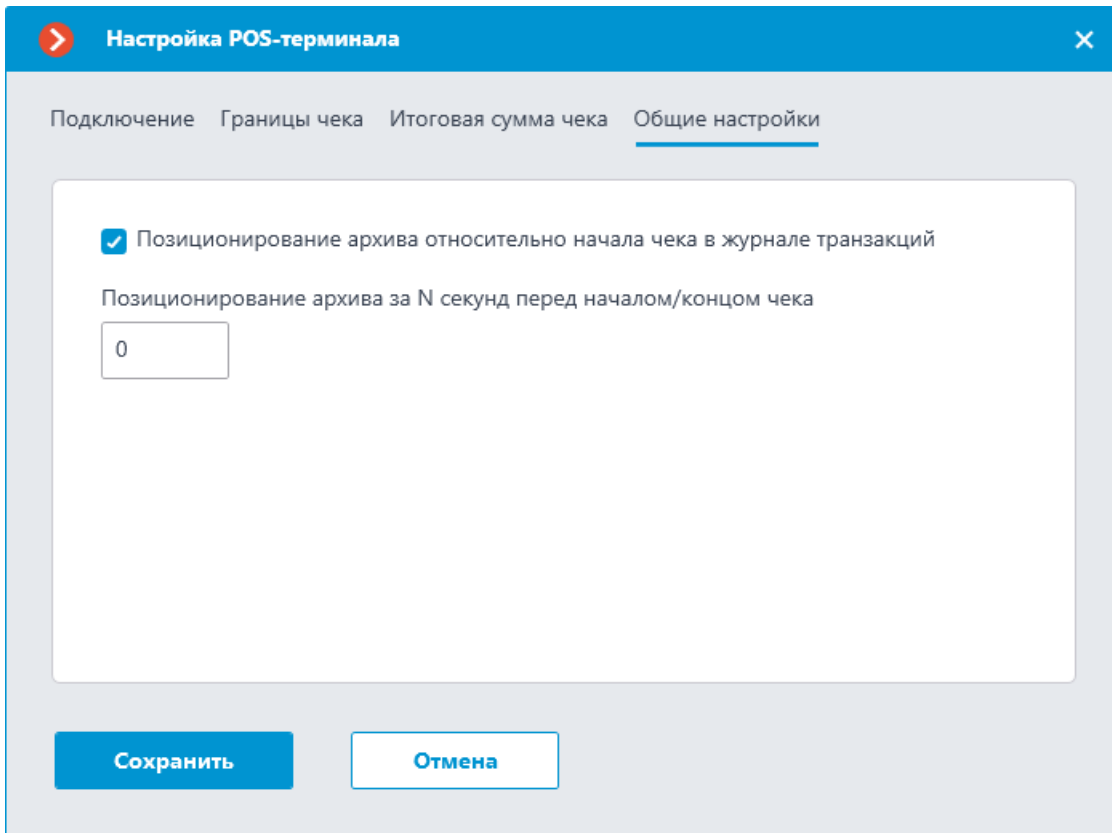 Настройка POS-терминала
Подключение Границы чека Итоговая сумма чека Общие настройки
Позиционирование архива относительно начала чека в журнале транзакций
Позиционирование архива за N секунд перед началом/концом чека
0
Сохранить Отмена